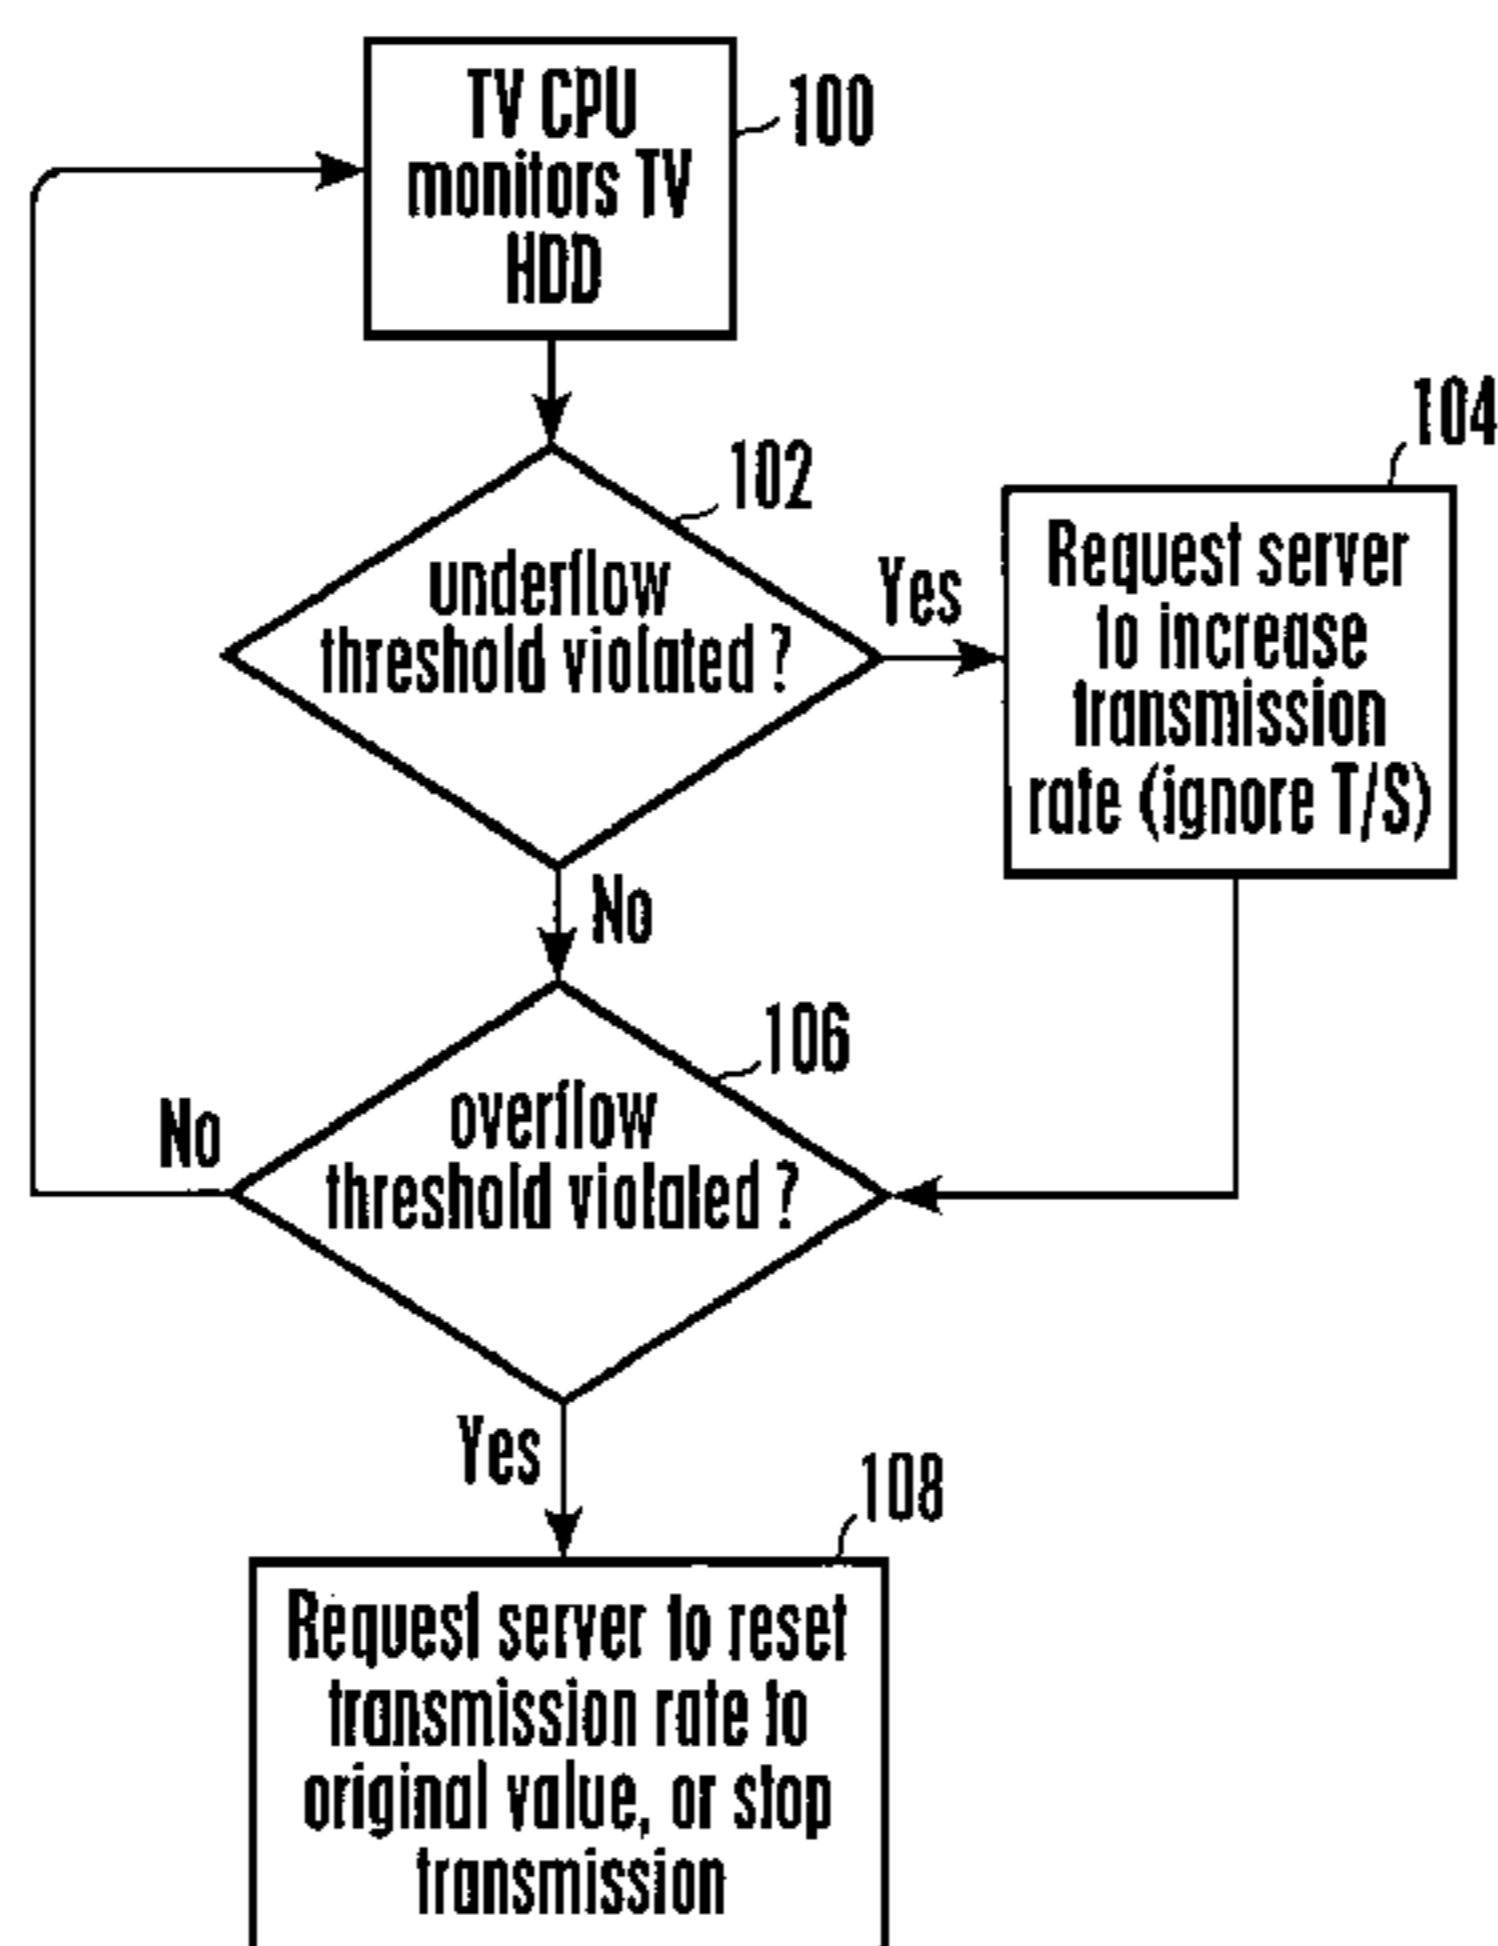 TV CPU
monitors TV
HDD
100
102
underflow
threshold violated ?
Yes
104
Request server
to increase
transmission
rate (ignore T/S)
No
106
overflow
threshold violated ?
No
Yes
108
Request server to reset
transmission rate to
original value, or stop
transmission